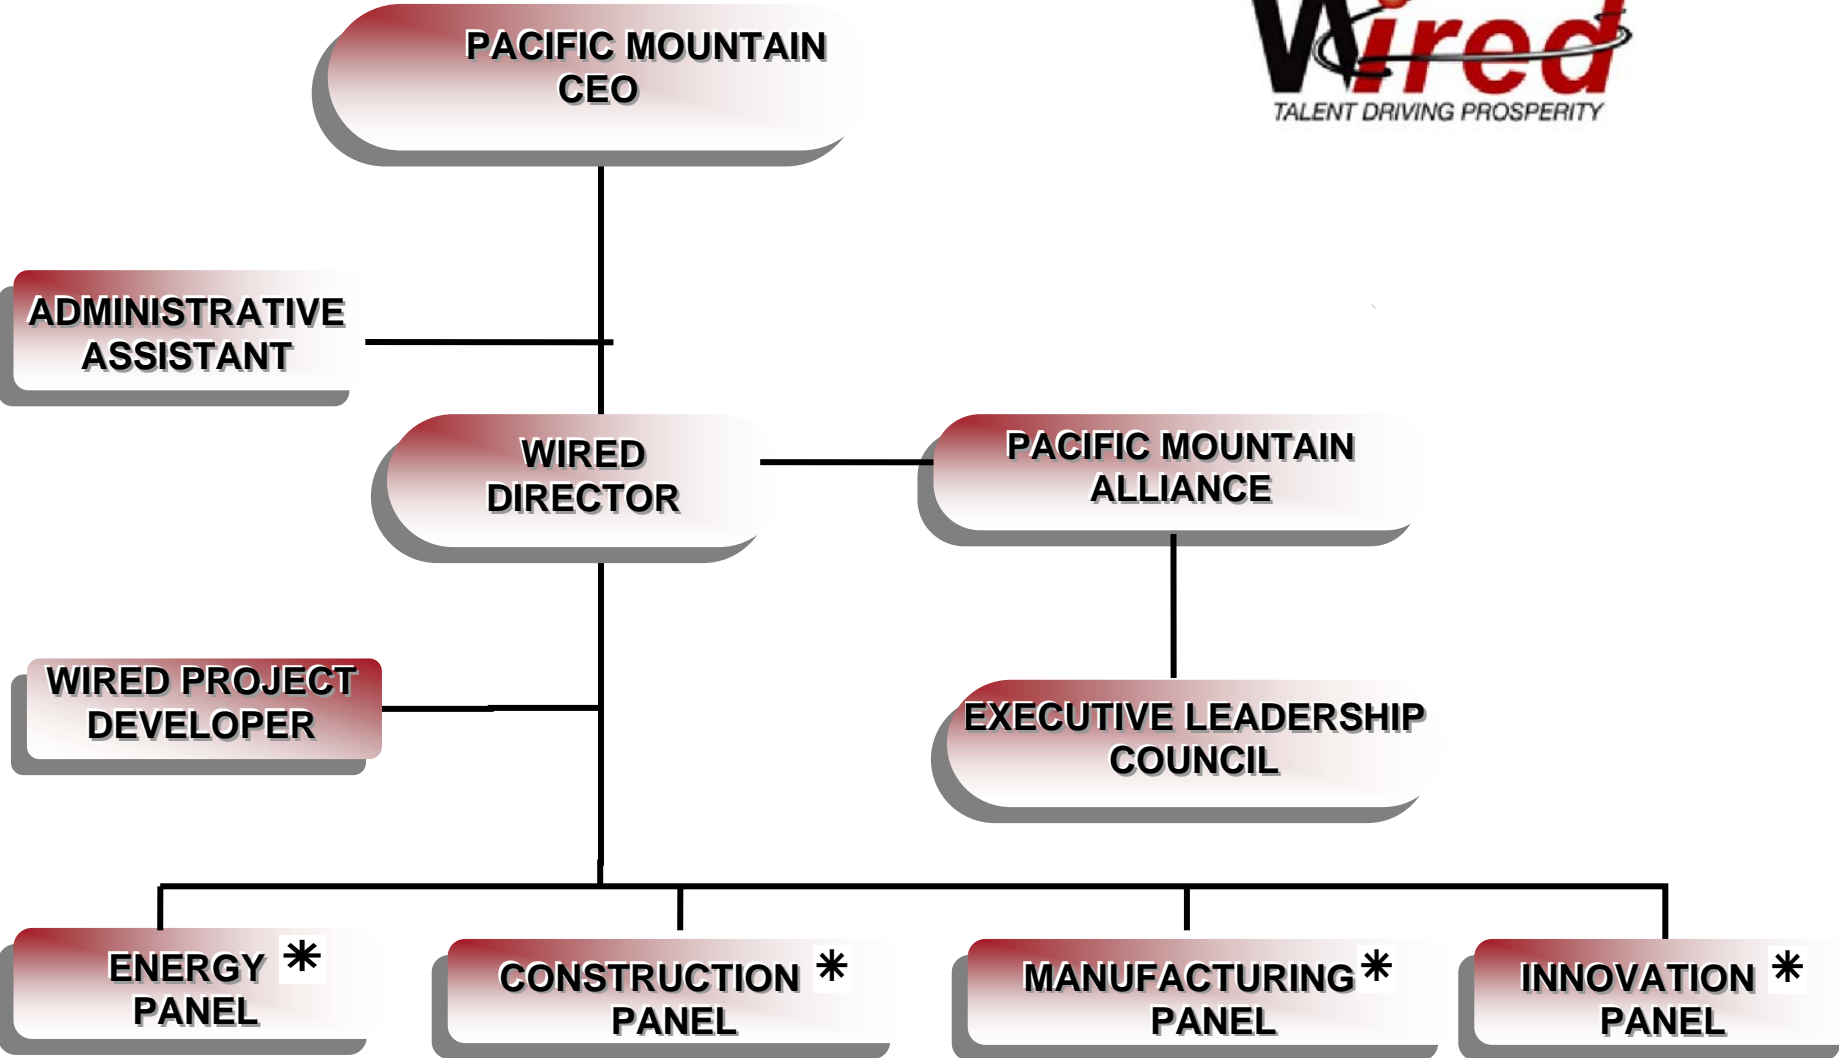 PACIFIC MOUNTAIN
CEO
Wired
TALENT DRIVING PROSPERITY
ADMINISTRATIVE
ASSISTANT
WIRED
DIRECTOR
PACIFIC MOUNTAIN
ALLIANCE
WIRED PROJECT
DEVELOPER
EXECUTIVE LEADERSHIP
COUNCIL
ENERGY *
PANEL
CONSTRUCTION *
PANEL
MANUFACTURING *
PANEL
INNOVATION *
PANEL